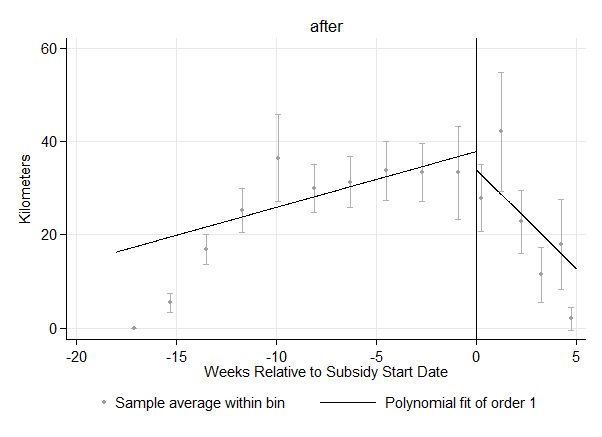 after
60
40
20
0
Kilometers
-20 -15 -10 -5 0 5
Weeks Relative to Subsidy Start Date
Sample average within bin Polynomial fit of order 1